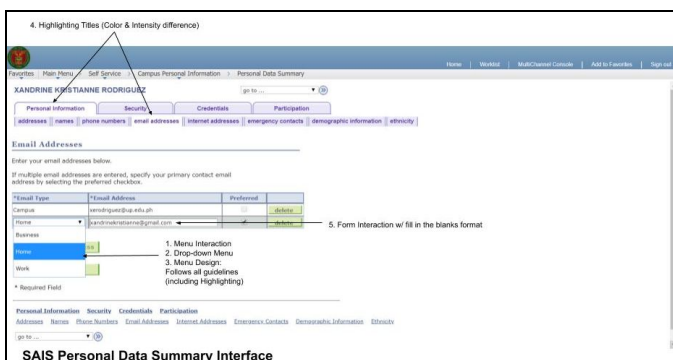 4. Highlighting Titles (Color & Intensity difference)
Home | Worklist | MultiChannel Console | Add to Favorites | Sign out
Favorites | Main Menu > Self Service > Campus Personal Information > Personal Data Summary
XANDRINE KRISTIANNE RODRIGUEZ
go to ...
Personal Information Security Credentials Participation
addresses || names || phone numbers || email addresses || internet addresses || emergency contacts || demographic information || ethnicity
Email Addresses
Enter your email addresses below.
If multiple email addresses are entered, specify your primary contact email
address by selecting the preferred checkbox.
*Email Type *Email Address Preferred
Campus xerodriguez@up.edu.ph delete
Home xandrinekristianne@gmail.com delete
5. Form Interaction w/ fill in the blanks format
Business
Home
Work
1. Menu Interaction
2. Drop-down Menu
3. Menu Design:
Follows all guidelines
(including Highlighting)
* Required Field
Personal Information Security Credentials Participation
Addresses Names Phone Numbers Email Addresses Internet Addresses Emergency Contacts Demographic Information Ethnicity
go to ...
SAIS Personal Data Summary Interface